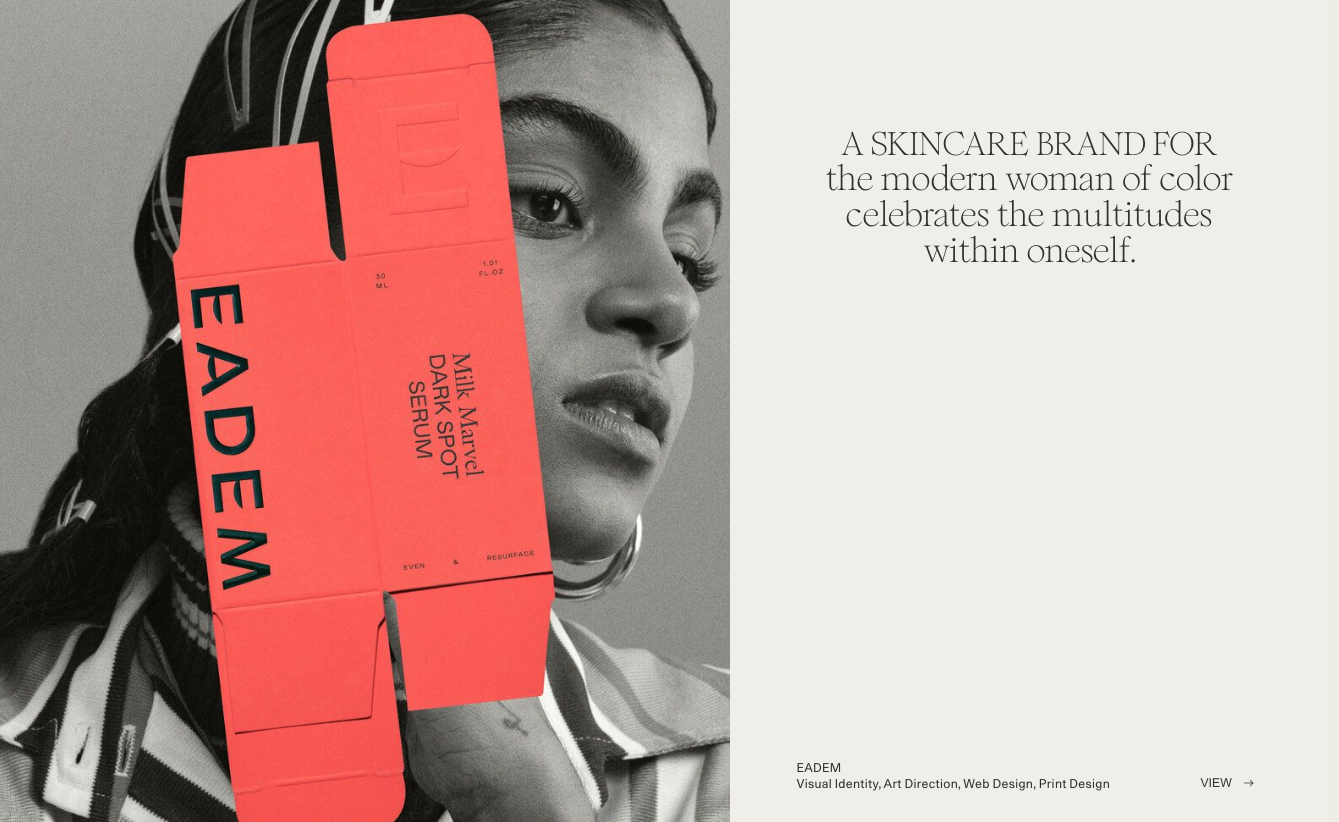 EADEM
30
ML
1.01
FL.OZ
Milk Marvel
DARK SPOT
SERUM
EVEN & RESURFACE
A SKINCARE BRAND FOR
the modern woman of color
celebrates the multitudes
within oneself.
EADEM
Visual Identity, Art Direction, Web Design, Print Design
VIEW →